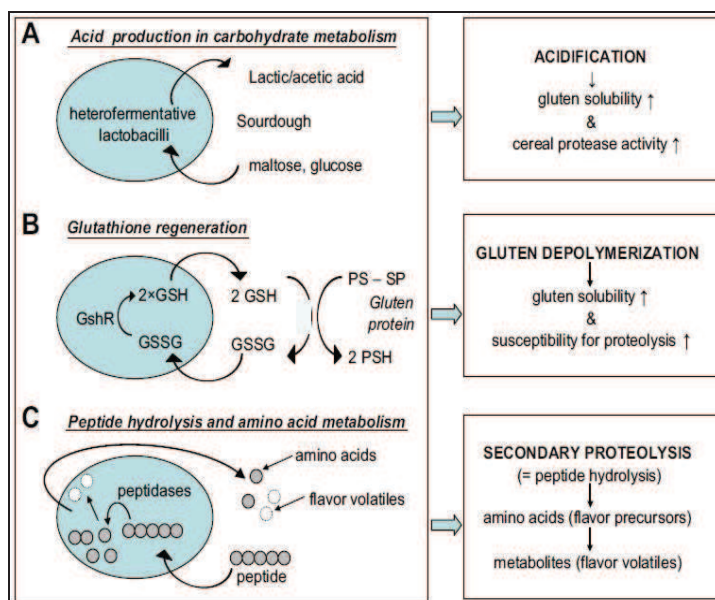 A
Acid production in carbohydrate metabolism
Lactic/acetic acid
heterofermentative
lactobacilli
Sourdough
maltose, glucose
ACIDIFICATION
↓
gluten solubility ↑
&
cereal protease activity ↑
B
Glutathione regeneration
2×GSH
GshR
GSSG
2 GSH
GSSG
PS – SP
Gluten
protein
2 PSH
GLUTEN DEPOLYMERIZATION
gluten solubility ↑
&
susceptibility for proteolysis ↑
C
Peptide hydrolysis and amino acid metabolism
amino acids
peptidases
flavor volatiles
peptide
SECONDARY PROTEOLYSIS
(= peptide hydrolysis)
amino acids (flavor precursors)
metabolites (flavor volatiles)